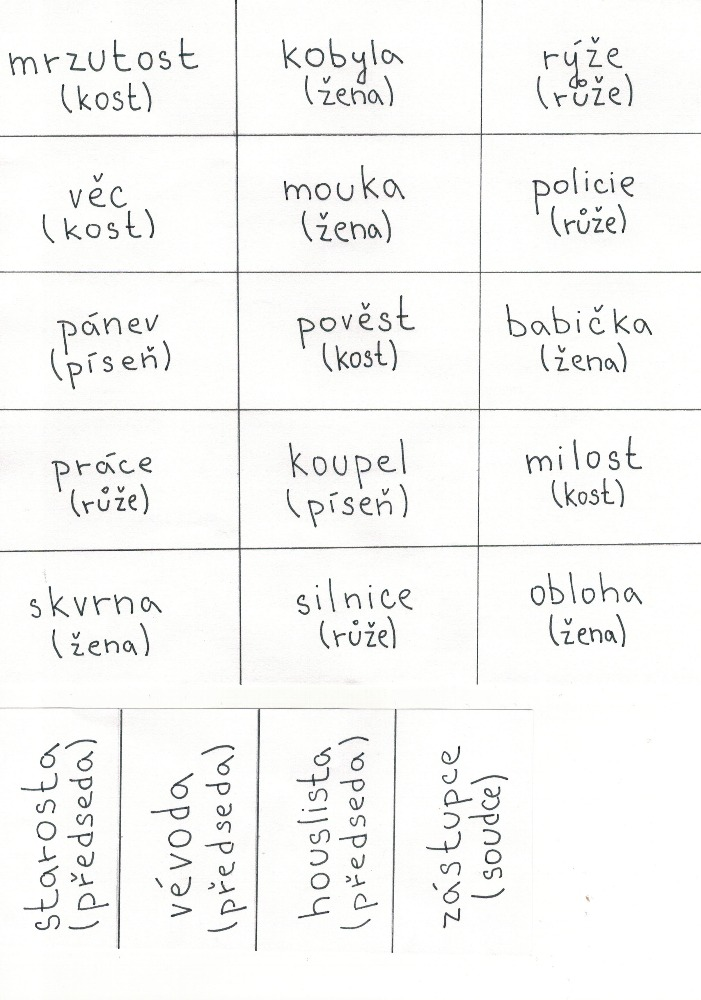 mrzutost
(kost)
kobyla
(žena)
rýže
(růže)
věc
(kost)
mouka
(žena)
policie
(růže)
pánev
(píseň)
pověst
(kost)
babička
(žena)
práce
(růže)
koupel
(píseň)
milost
(kost)
skvrna
(žena)
silnice
(růže)
obloha
(žena)
starosta
(předseda)
vévoda
(předseda)
houslista
(předseda)
zástupce
(soudce)